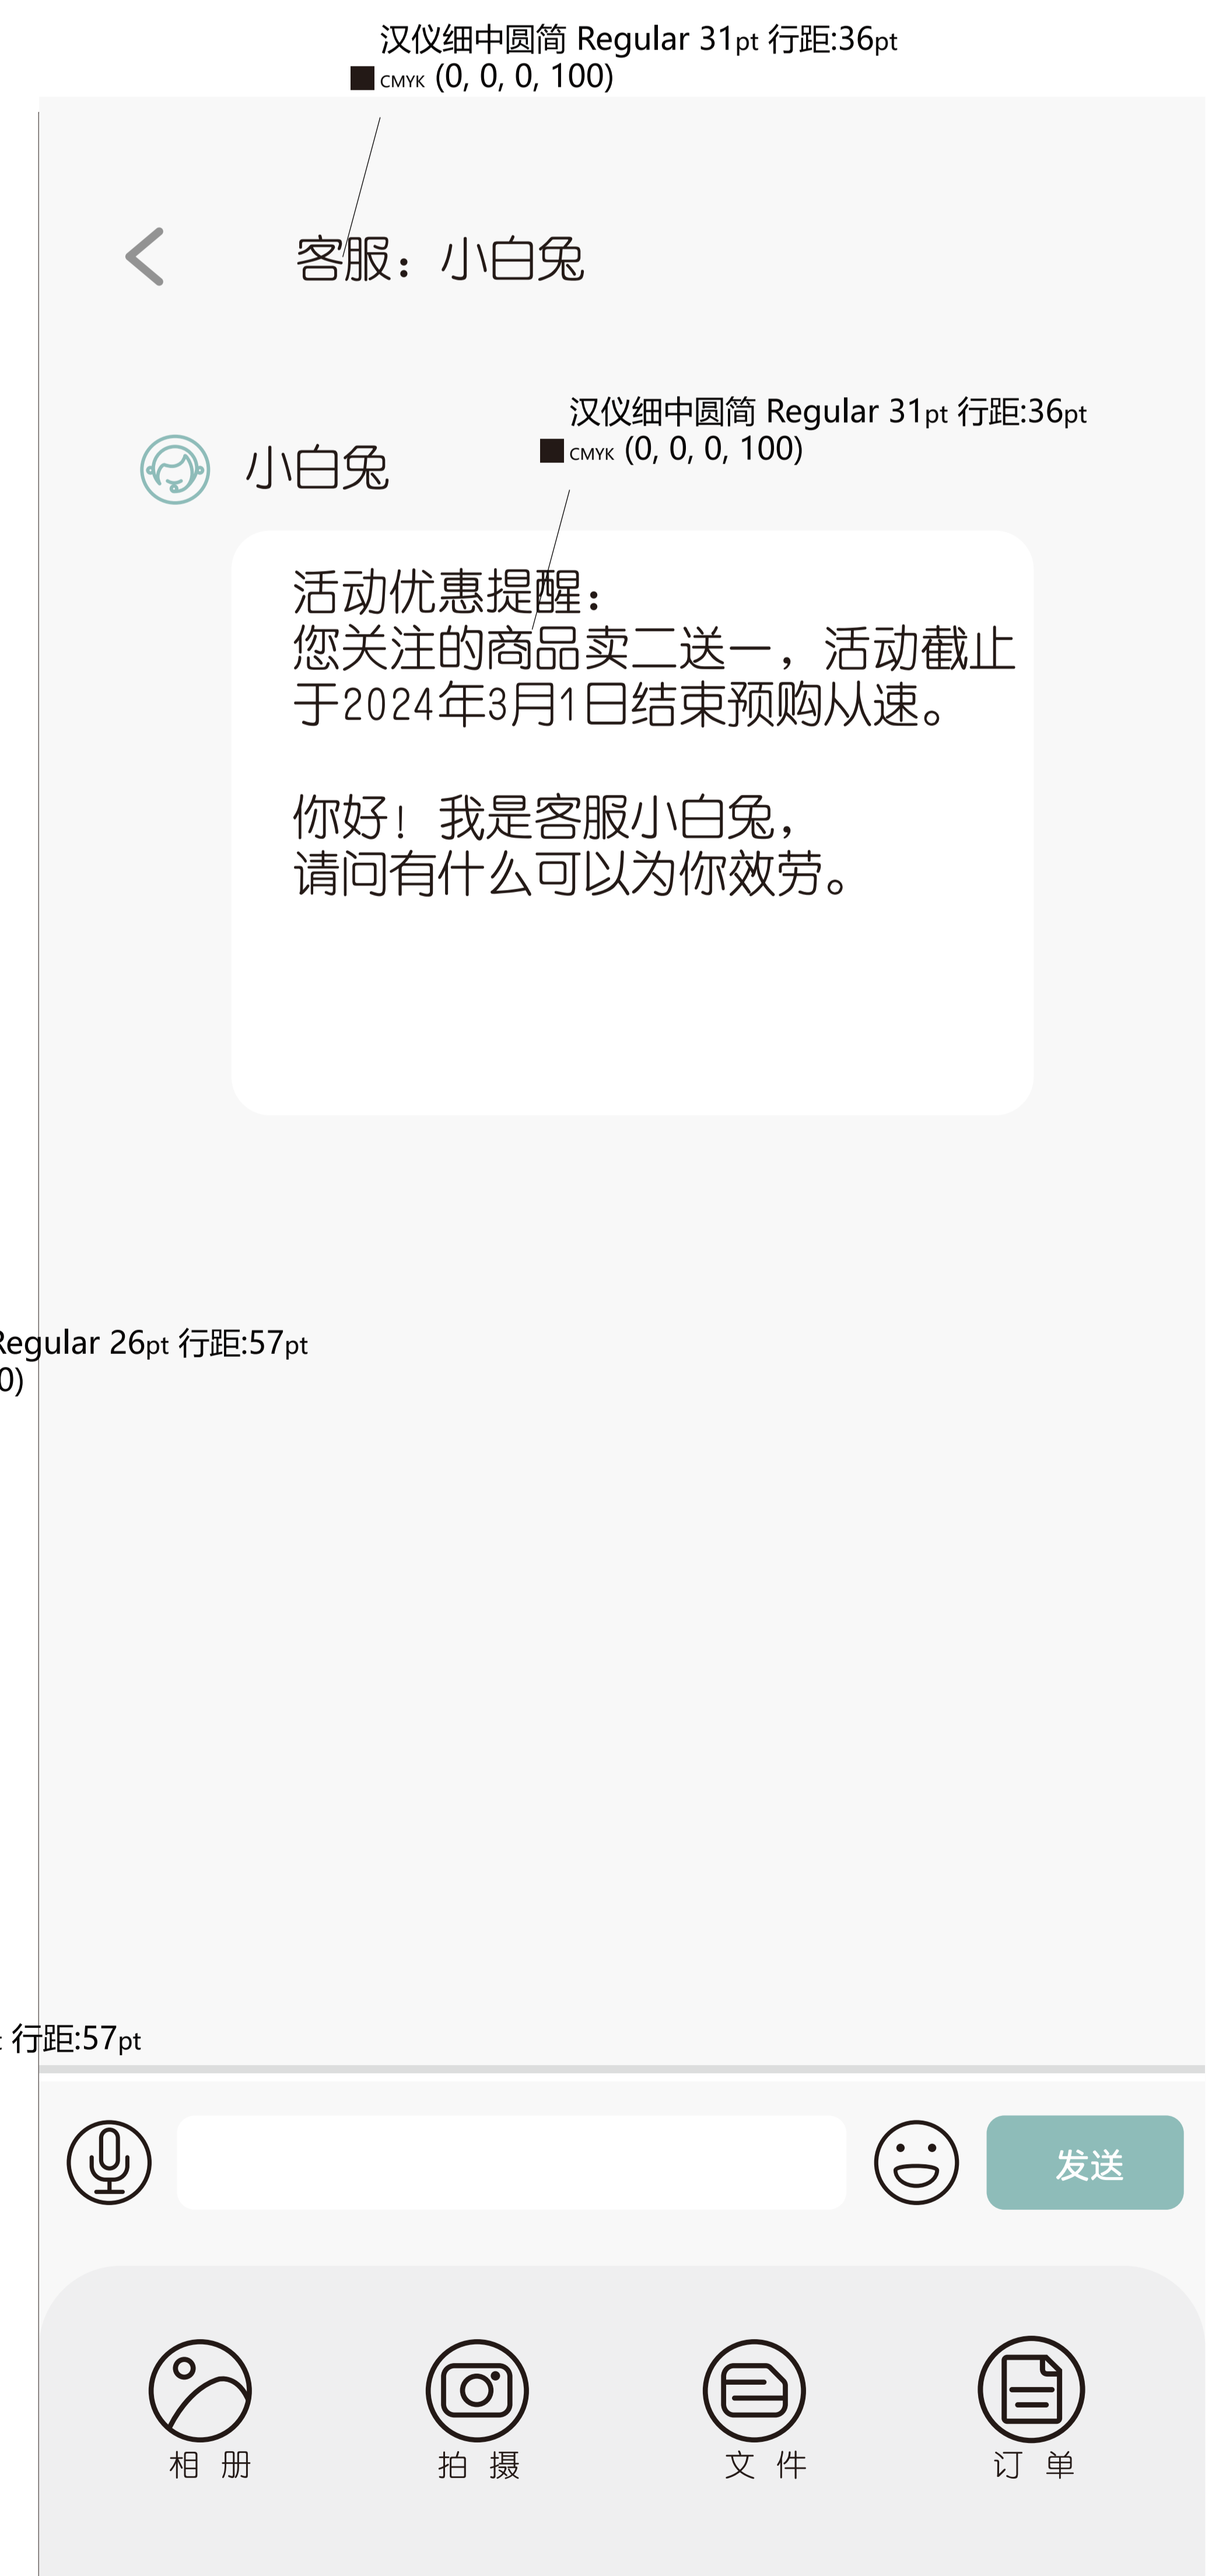 汉仪细中圆简 Regular 31pt 行距:36pt
CMYK (0, 0, 0, 100)
客服：小白兔
汉仪细中圆简 Regular 31pt 行距:36pt
CMYK (0, 0, 0, 100)
小白兔
活动优惠提醒：
您关注的商品卖二送一，活动截止
于2024年3月1日结束预购从速。
你好！我是客服小白兔，
请问有什么可以为你效劳。
Regular 26pt 行距:57pt
0)
行距:57pt
发送
相 册
拍 摄
文 件
订 单